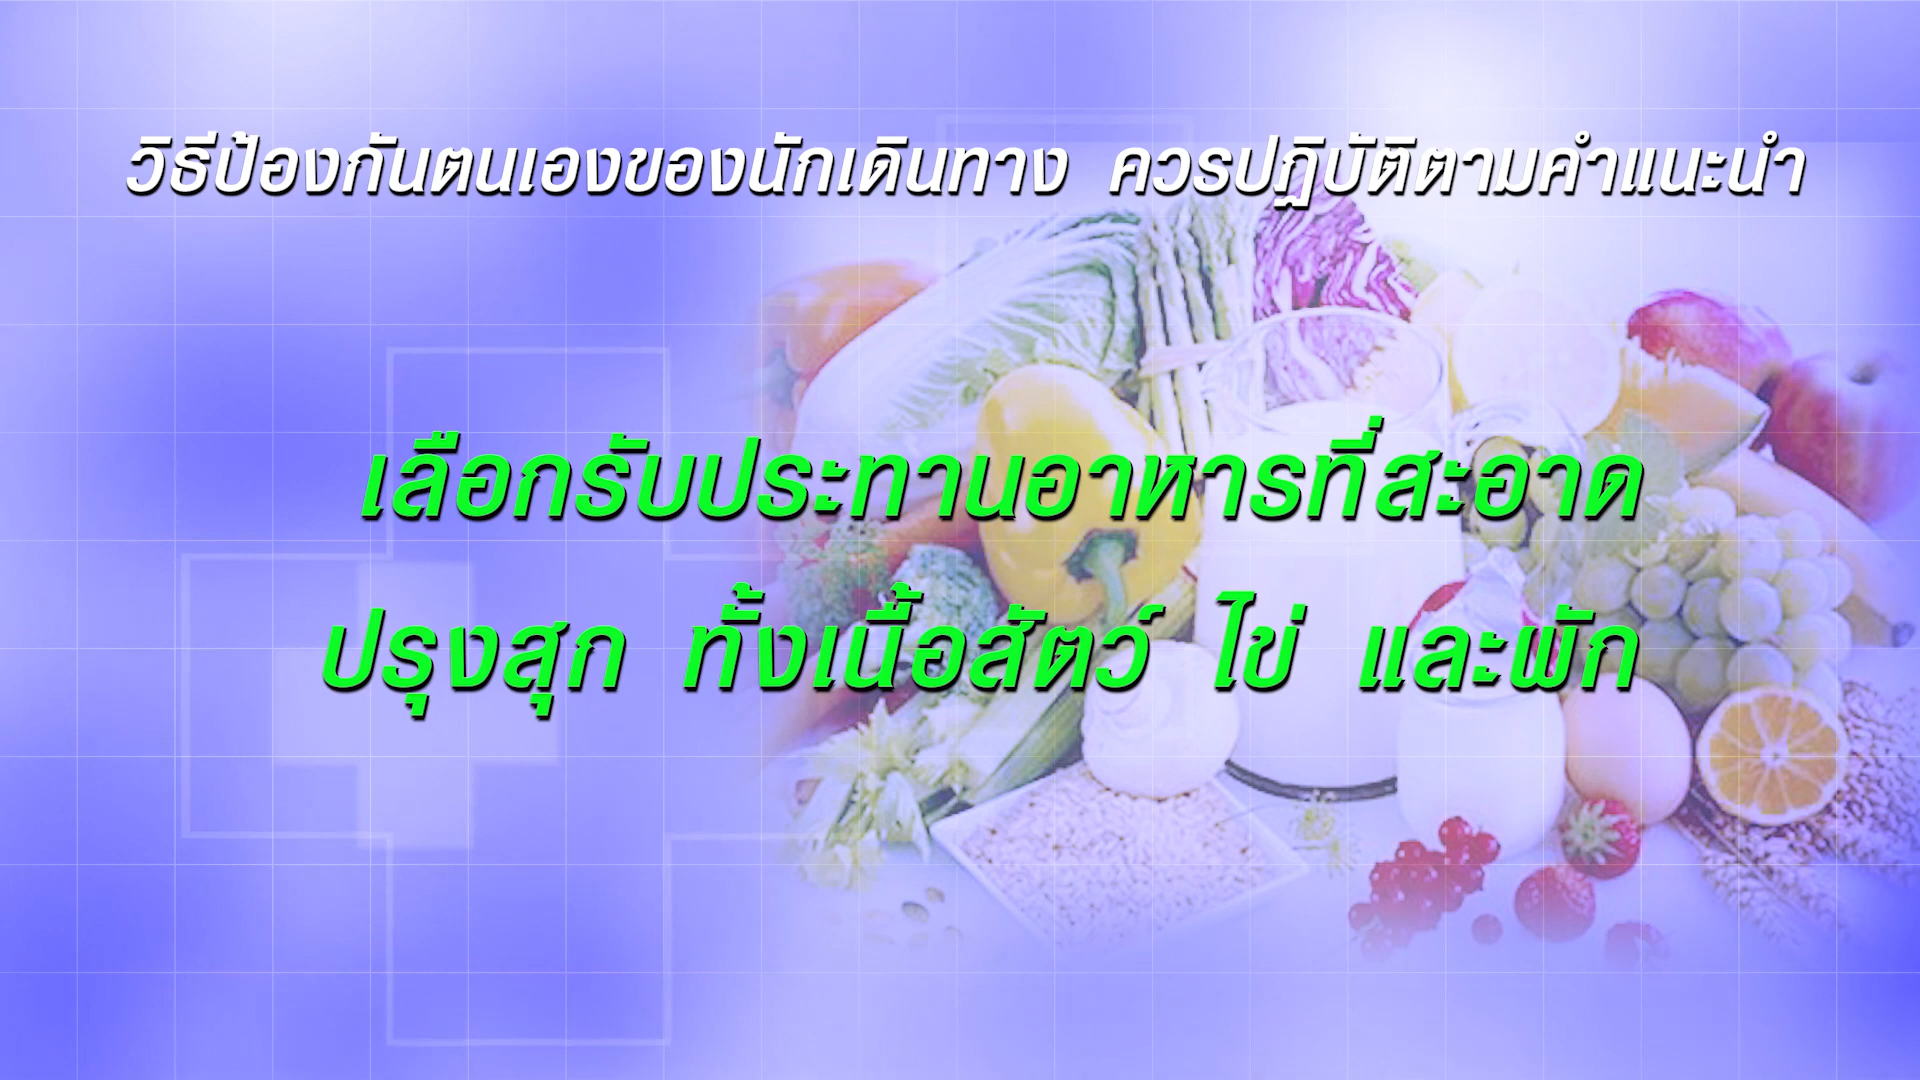 วิธีป้องกันตนเองของนักเดินทาง ควรปฏิบัติตามคำแนะนำ
เลือกรับประทานอาหารที่สะอาด
ปรุงสุก ทั้งเนื้อสัตว์ ไข่ และผัก